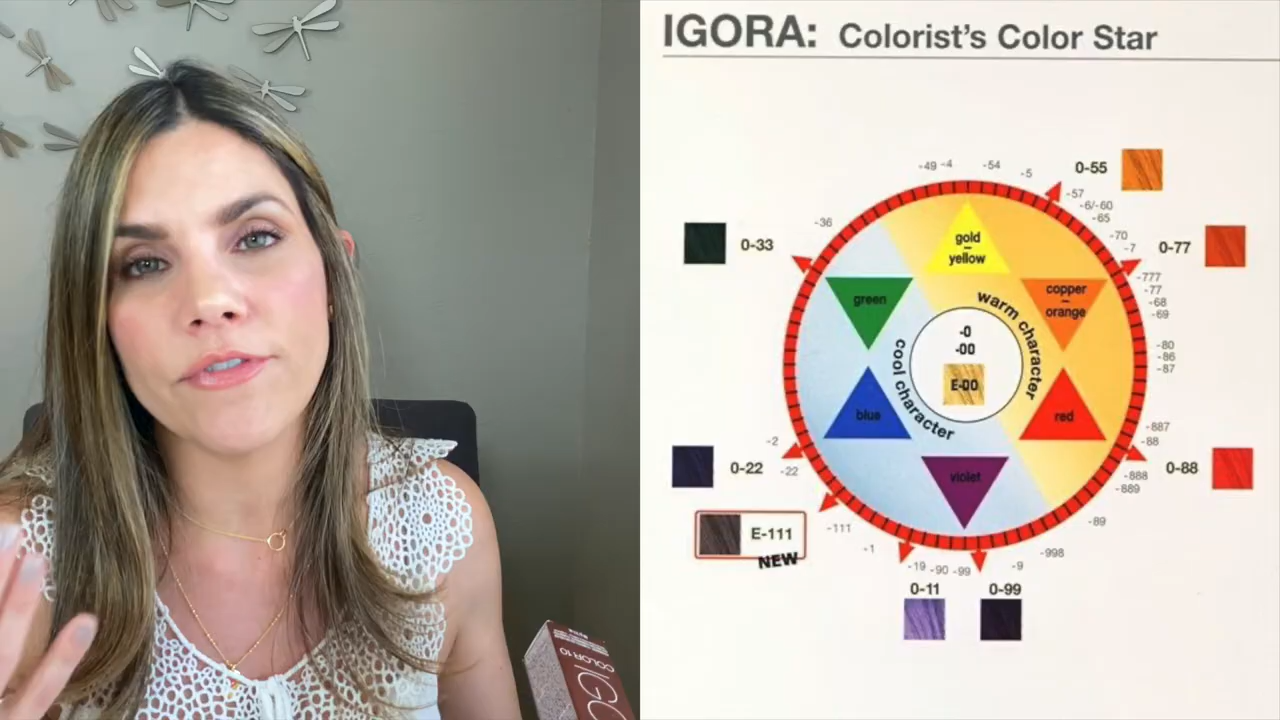 IGORA: Colorist's Color Star
-49 -4 -54 -5
0-55
-57
-6/-60
-65
-36
-70
-7
0-33
0-77
gold
–
yellow
green
copper
–
orange
-777
-77
-68
-69
warm character
-0
-00
E-00
cool character
-80
-86
-87
blue
red
-887
-88
-2
-22
0-22
0-88
-888
-889
violet
E-111
NEW
-111
-1
-89
-998
-19 -90 -99 -9
0-11
0-99
COLOR10
IGO